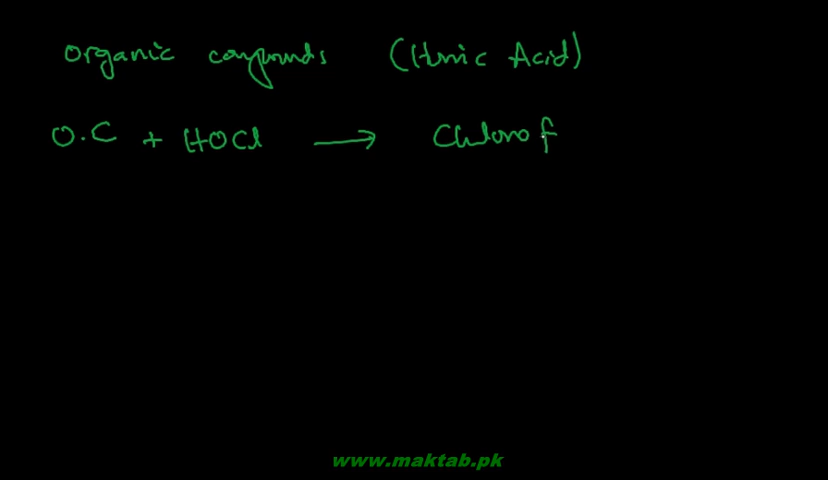 Organic compounds (Humic Acid)
O.C + HOCl → Chlorof
www.maktab.pk